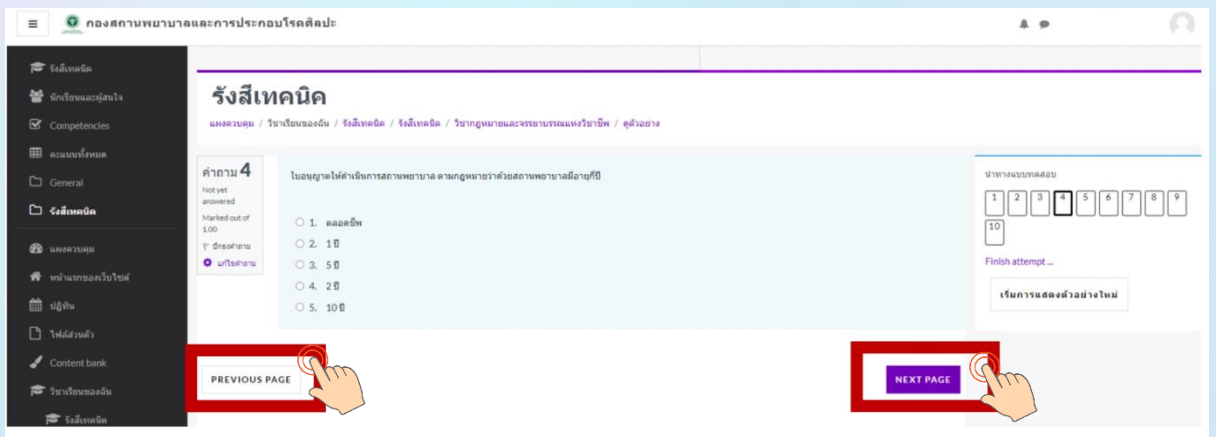 กองสถานพยาบาลและการประกอบโรคศิลปะ
รังสีเทคนิค
นักเรียนและผู้สนใจ
Competencies
คะแนนทั้งหมด
General
รังสีเทคนิค
แผงควบคุม
หน้าแรกของเว็บไซต์
ปฏิทิน
ไฟล์ส่วนตัว
Content bank
วิชาเรียนของฉัน
รังสีเทคนิค
รังสีเทคนิค
แผงควบคุม / วิชาเรียนของฉัน / รังสีเทคนิค / รังสีเทคนิค / วิชากฎหมายและจรรยาบรรณแห่งวิชาชีพ / ดูตัวอย่าง
คำถาม 4
Not yet
answered
Marked out of
1.00
ปักธงคำถาม
แก้ไขคำถาม
ใบอนุญาตให้ดำเนินการสถานพยาบาล ตามกฎหมายว่าด้วยสถานพยาบาลมีอายุกี่ปี
1. ตลอดชีพ
2. 1 ปี
3. 5 ปี
4. 2 ปี
5. 10 ปี
PREVIOUS PAGE
NEXT PAGE
นำทางแบบทดสอบ
1 2 3 4 5 6 7 8 9
10
Finish attempt ...
เริ่มการแสดงตัวอย่างใหม่